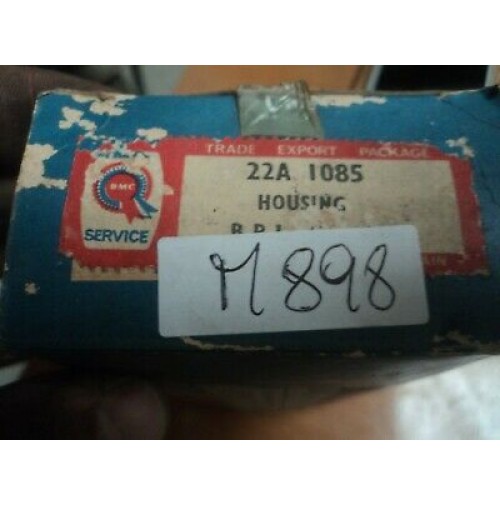 TRADE EXPORT PACKAGE
22A 1085
BMC
HOUSING
SERVICE
M898